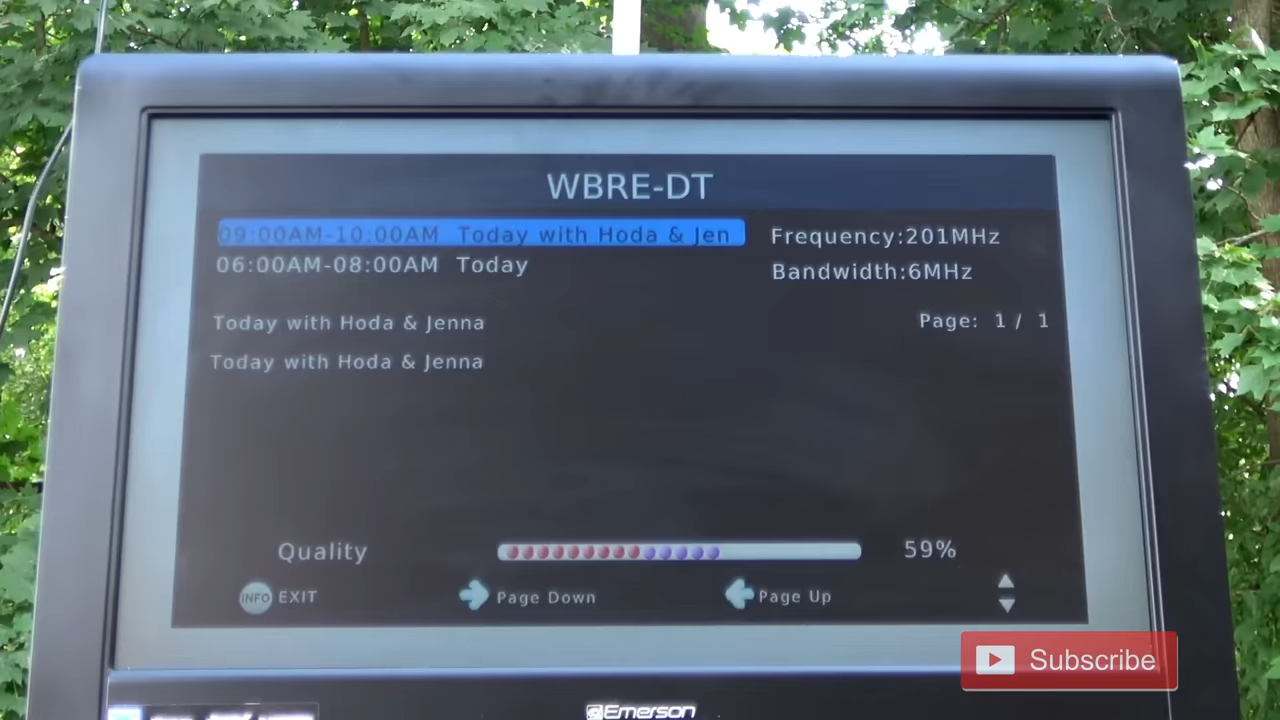 WBRE-DT
09:00AM-10:00AM Today with Hoda & Jen
06:00AM-08:00AM Today
Frequency:201MHz
Bandwidth:6MHz
Today with Hoda & Jenna
Page: 1 / 1
Today with Hoda & Jenna
Quality 59%
INFO EXIT Page Down Page Up
Subscribe
Emerson